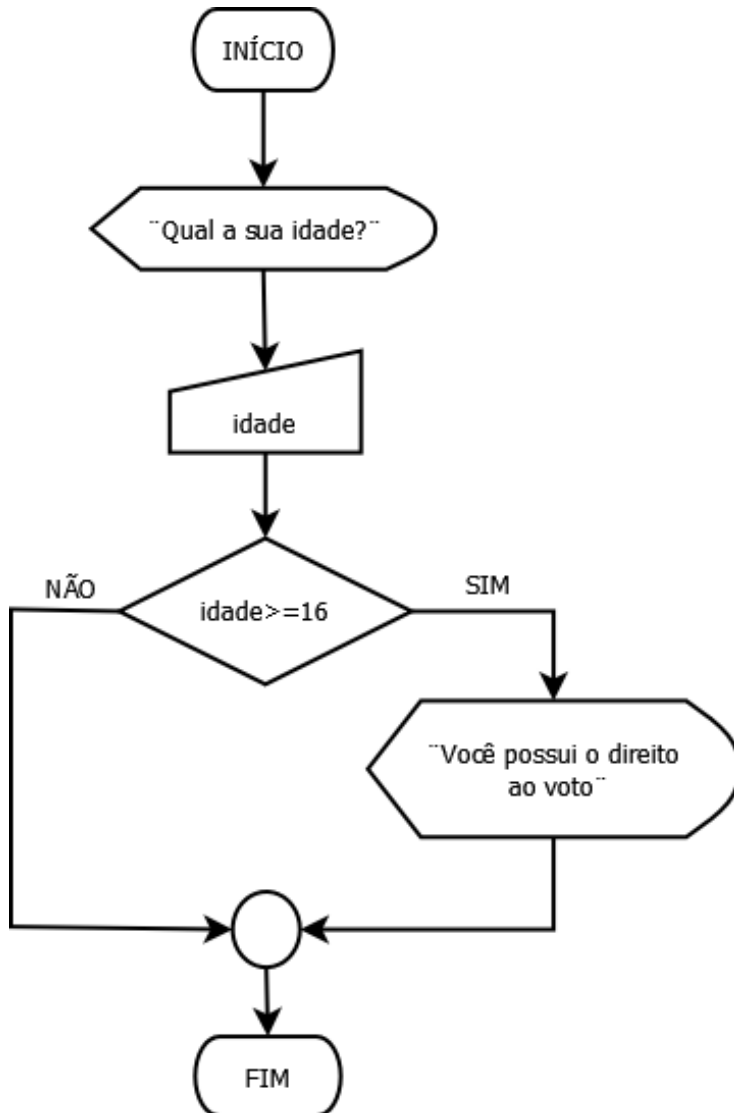 INÍCIO
¨Qual a sua idade?¨
idade
NÃO
SIM
idade>=16
¨Você possui o direito
ao voto¨
FIM